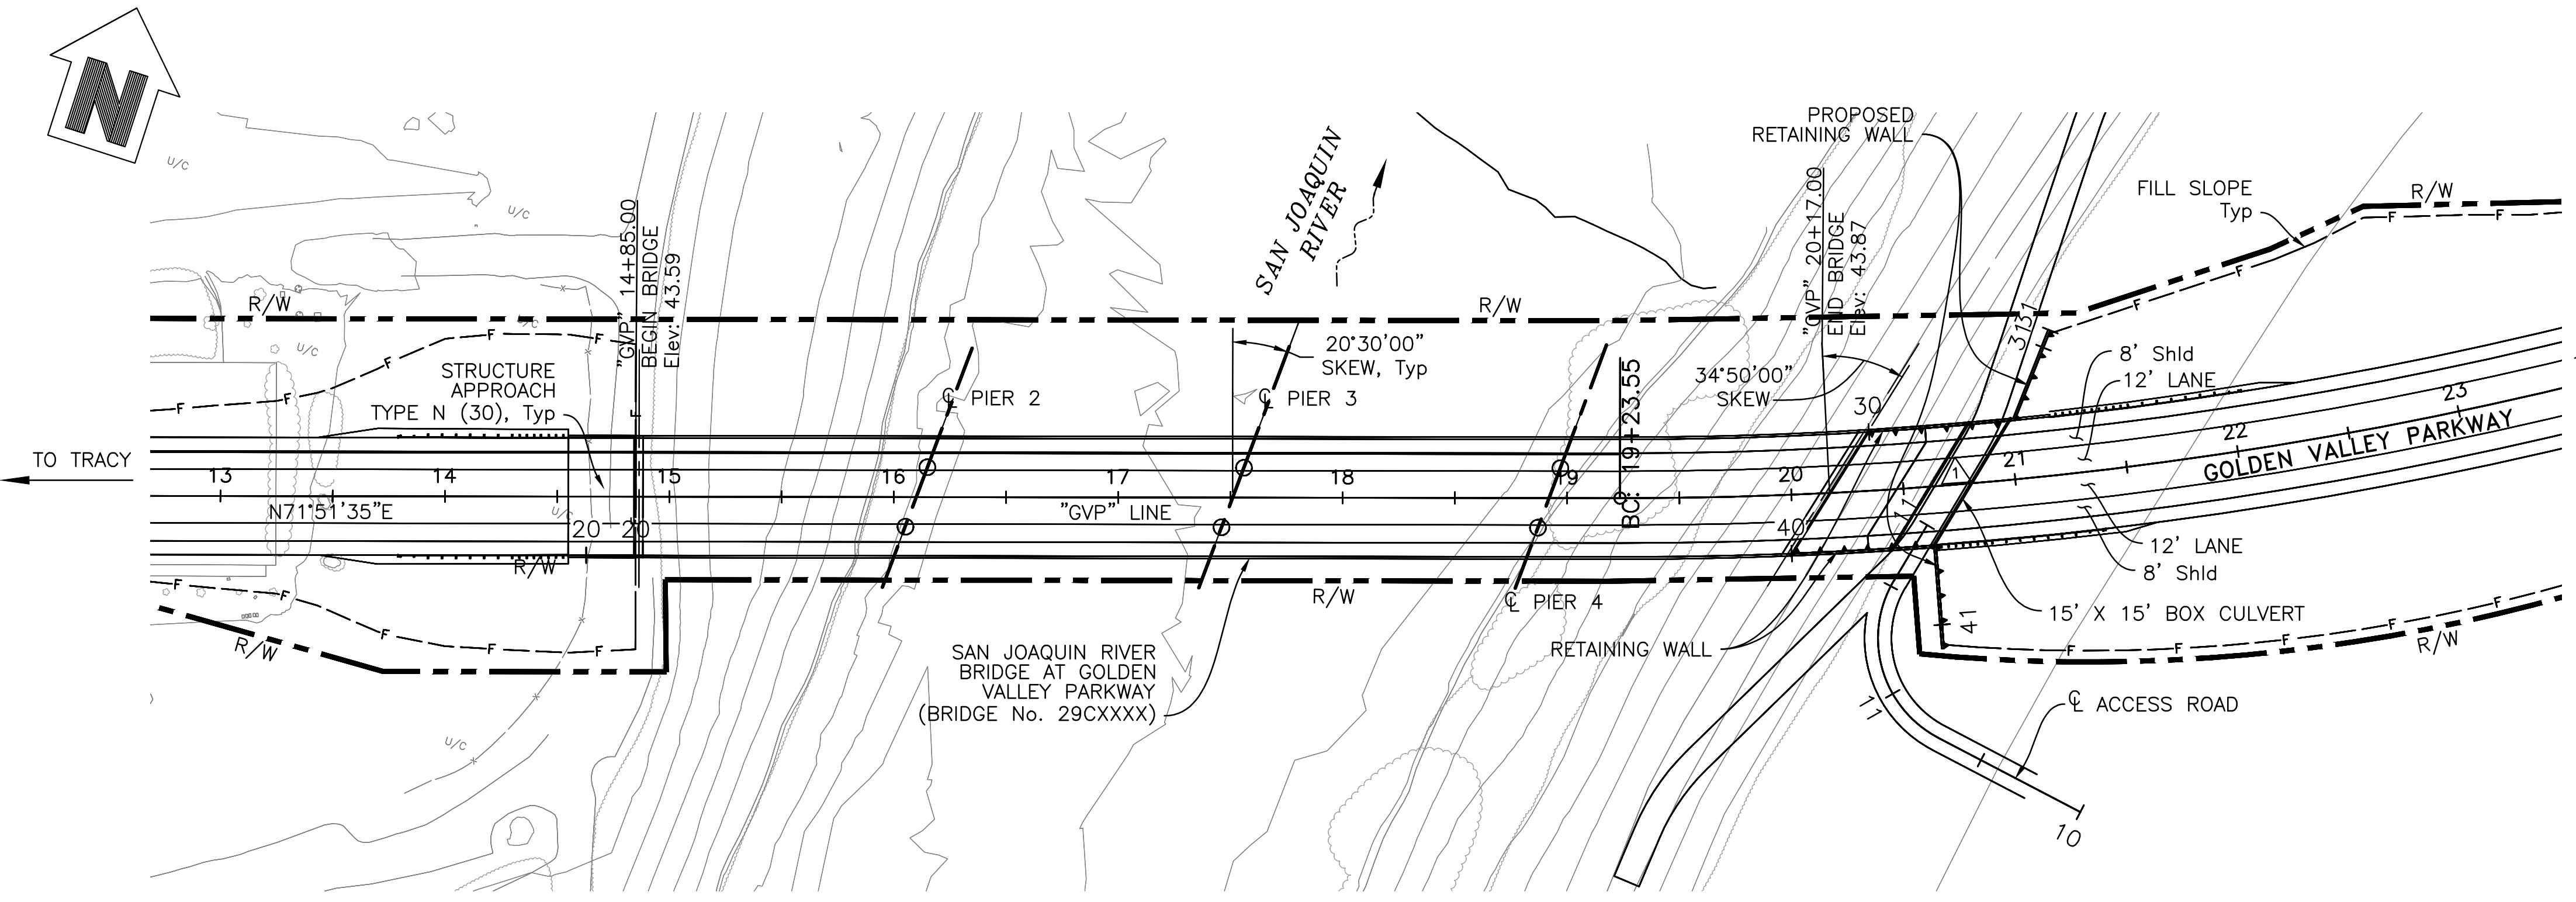 N
U/C
U/C
U/C
U/C
U/C
U/C
TO TRACY
R/W
F
F
F
F
STRUCTURE
APPROACH
TYPE N (30), Typ
"GVP" 14+85.00
BEGIN BRIDGE
Elev: 43.59
F
13
14
15
16
17
18
19
20
21
22
23
N71°51'35"E
20
20
R/W
F
F
F
F
F
R/W
℄ PIER 2
℄ PIER 3
℄ PIER 4
"GVP" LINE
SAN JOAQUIN
RIVER
20°30'00"
SKEW, Typ
R/W
R/W
SAN JOAQUIN RIVER
BRIDGE AT GOLDEN
VALLEY PARKWAY
(BRIDGE No. 29CXXXX)
BC: 19+23.55
34°50'00"
SKEW
"GVP" 20+17.00
END BRIDGE
Elev: 43.87
PROPOSED
RETAINING WALL
30
40
11
1
3131
41
FILL SLOPE
Typ
R/W
F
F
F
F
8' Shld
12' LANE
GOLDEN VALLEY PARKWAY
12' LANE
8' Shld
15' X 15' BOX CULVERT
RETAINING WALL
F
F
F
F
F
R/W
℄ ACCESS ROAD
11
10